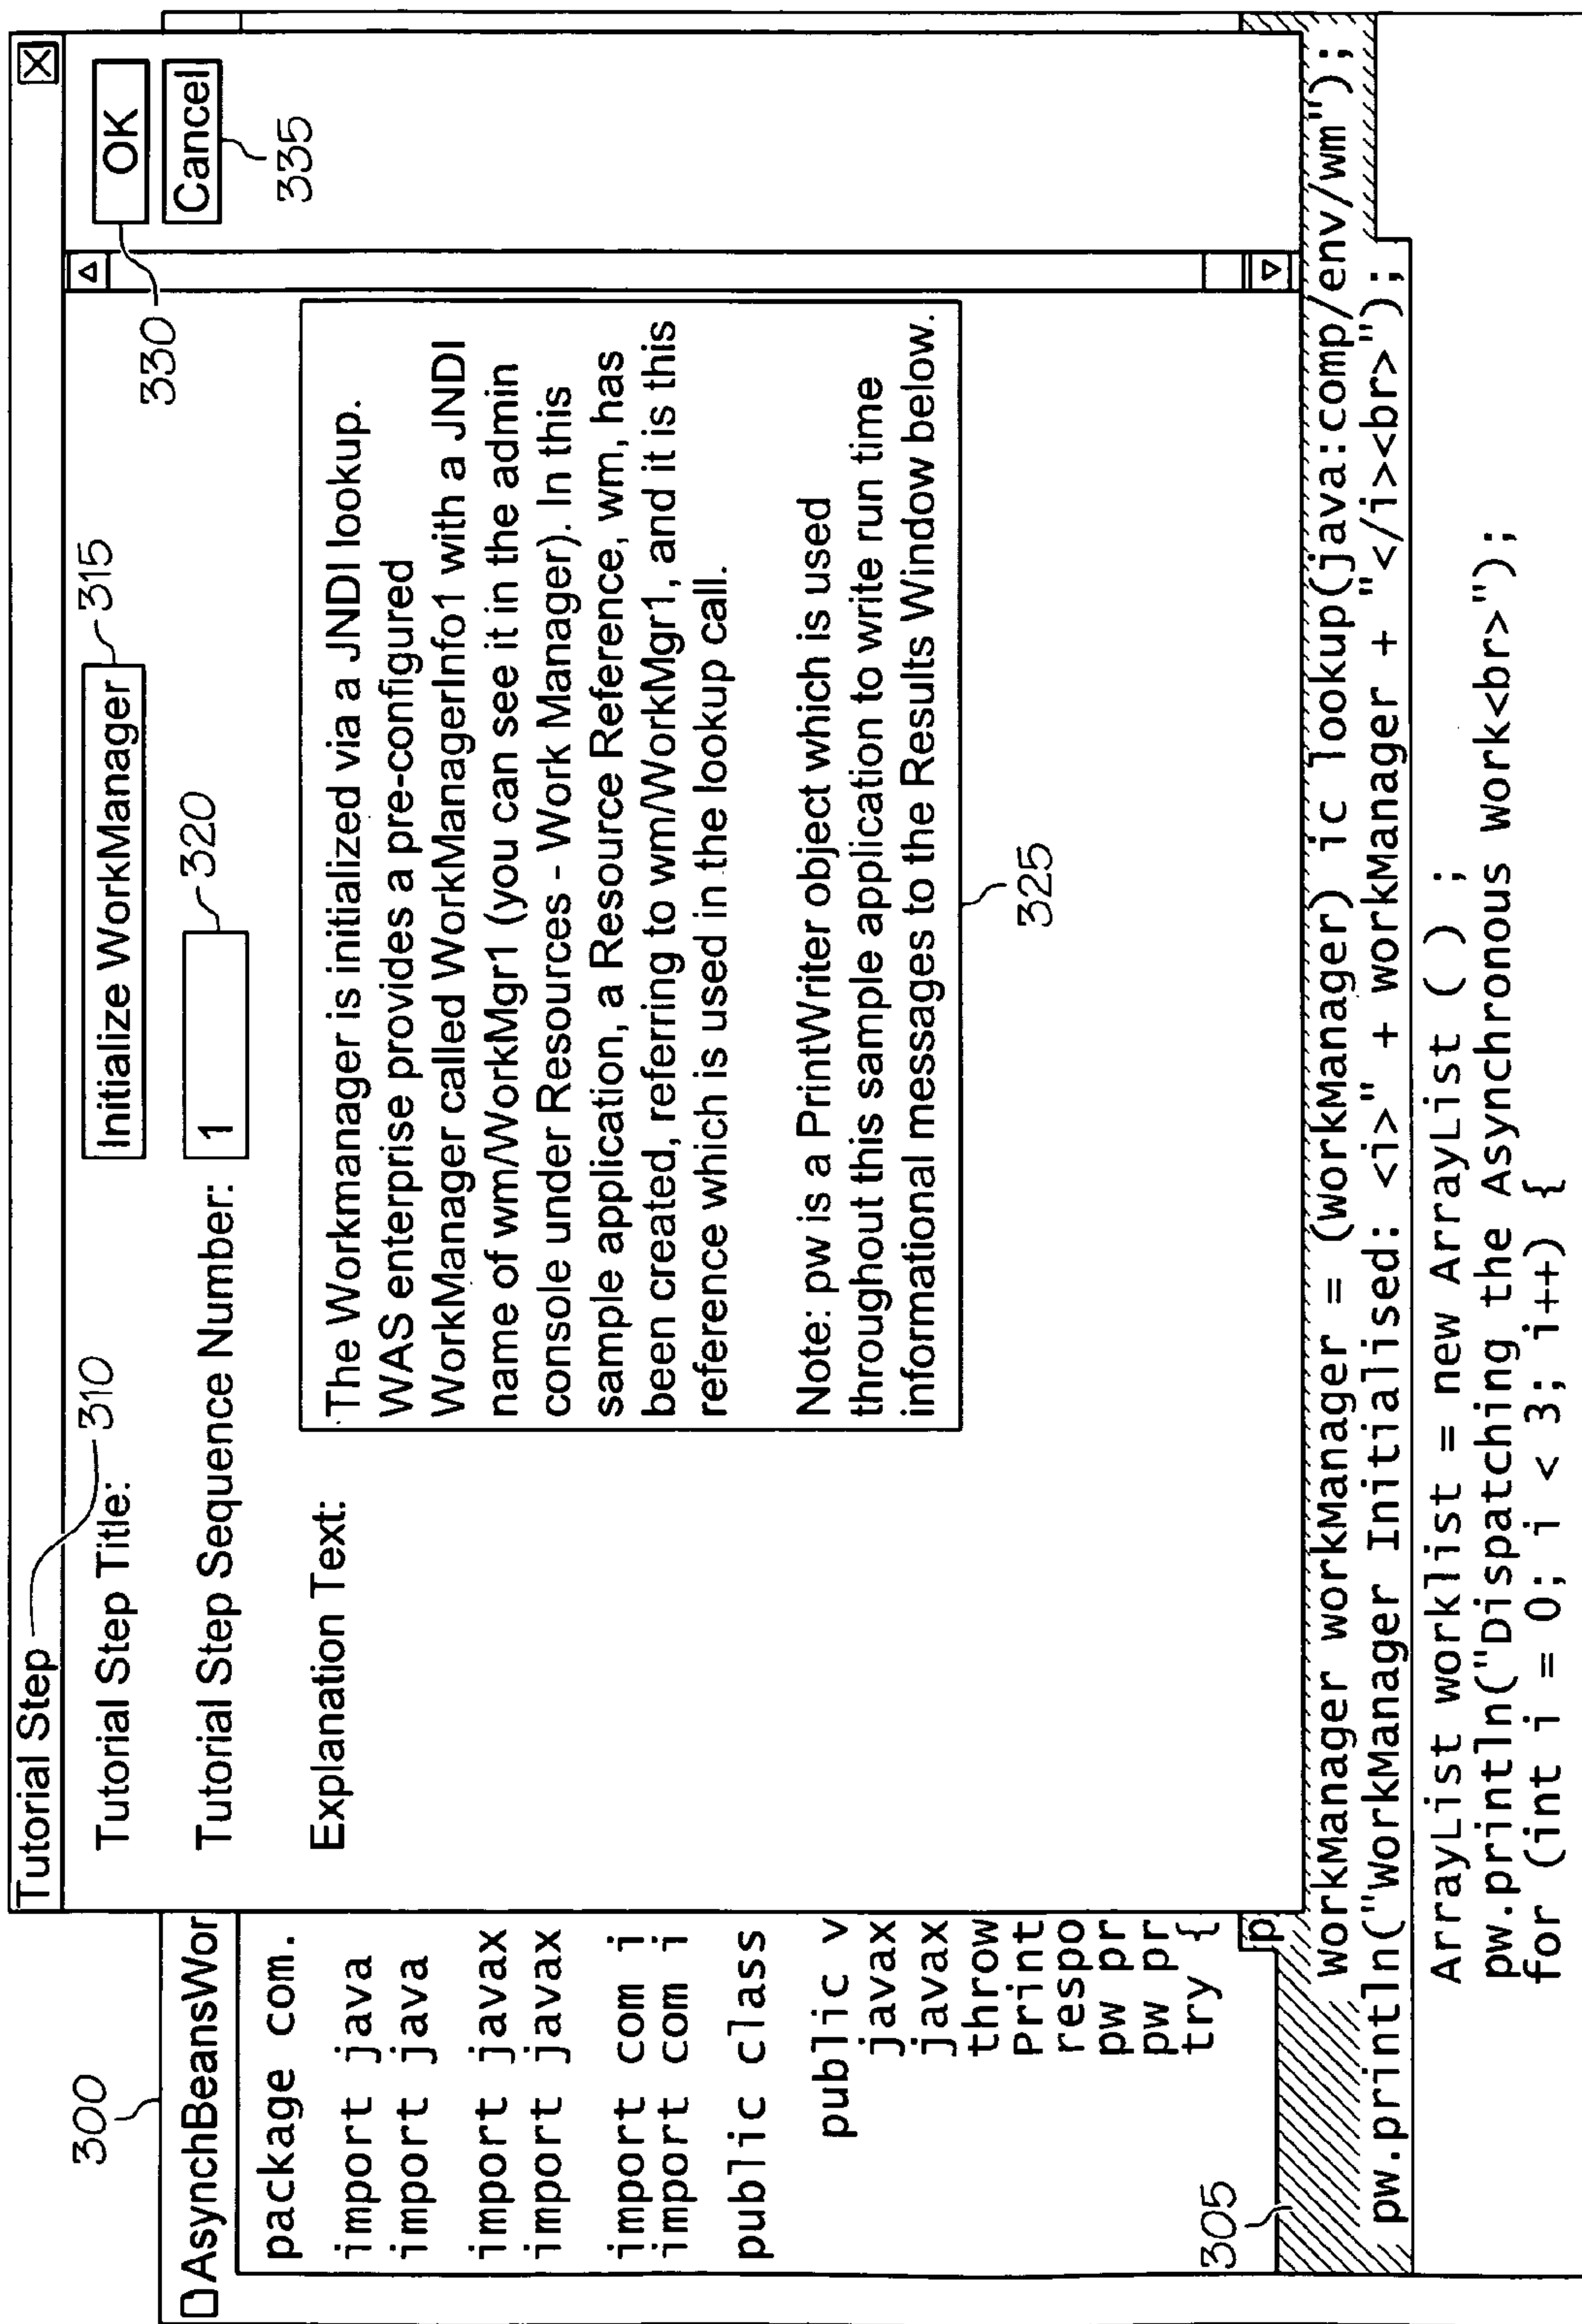 Tutorial Step
310
Tutorial Step Title:
Initialize WorkManager
315
OK
330
Cancel
335
Tutorial Step Sequence Number:
1
320
Explanation Text:
The Workmanager is initialized via a JNDI lookup.
WAS enterprise provides a pre-configured
WorkManager called WorkManagerInfo1 with a JNDI
name of wm/WorkMgr1 (you can see it in the admin
console under Resources - Work Manager). In this
sample application, a Resource Reference, wm, has
been created, referring to wm/WorkMgr1, and it is this
reference which is used in the lookup call.
Note: pw is a PrintWriter object which is used
throughout this sample application to write run time
informational messages to the Results Window below.
325
300
AsynchBeansWor
package com.
import java
import java
import javax
import javax
import com i
import com i
public class
public v
javax
javax
throw
Print
respo
pw pr
pw pr
try {
p
305
WorkManager workManager = (WorkManager) ic lookup(java:comp/env/wm");
pw.println("WorkManager Initialised: <i>" + workManager + "</i><br>");
ArrayList worklist = new ArrayList ( ) ;
pw.println("Dispatching the Asynchronous work<br>");
for (int i = 0; i < 3; i++) {